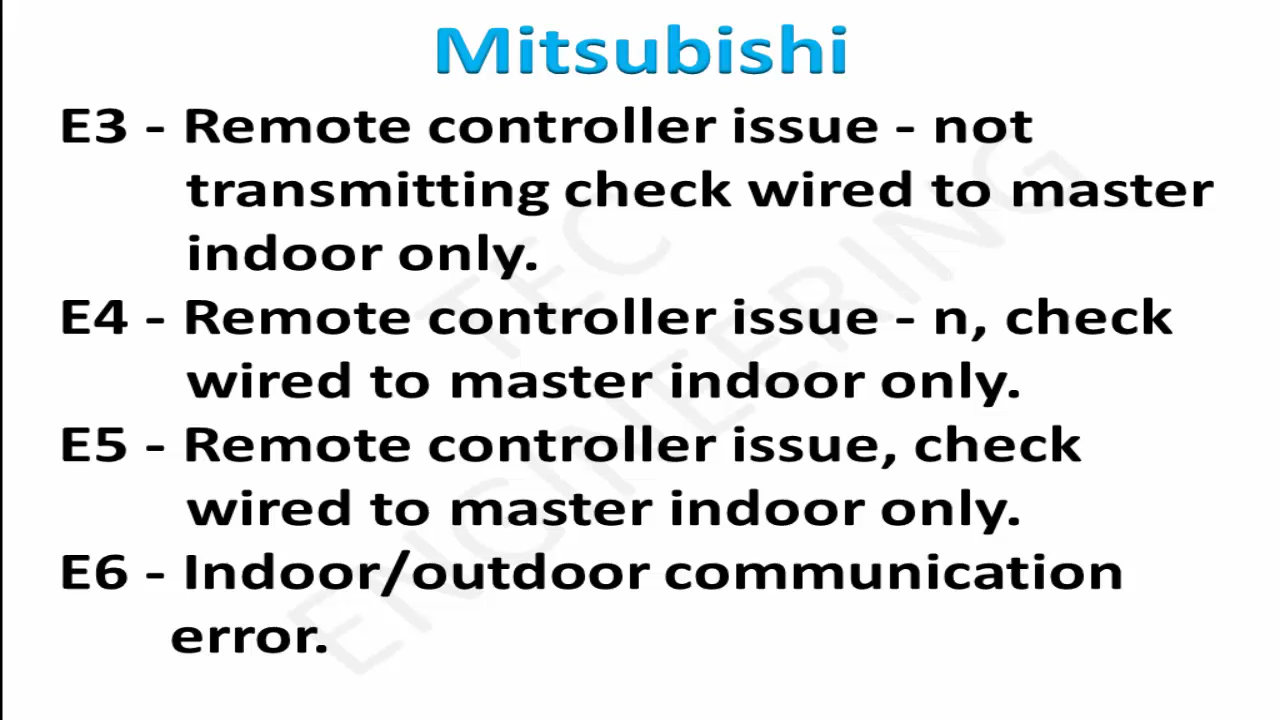 Mitsubishi
E3 - Remote controller issue - not
transmitting check wired to master
indoor only.
E4 - Remote controller issue - n, check
wired to master indoor only.
E5 - Remote controller issue, check
wired to master indoor only.
E6 - Indoor/outdoor communication
error.
TEC
ENGINEERING